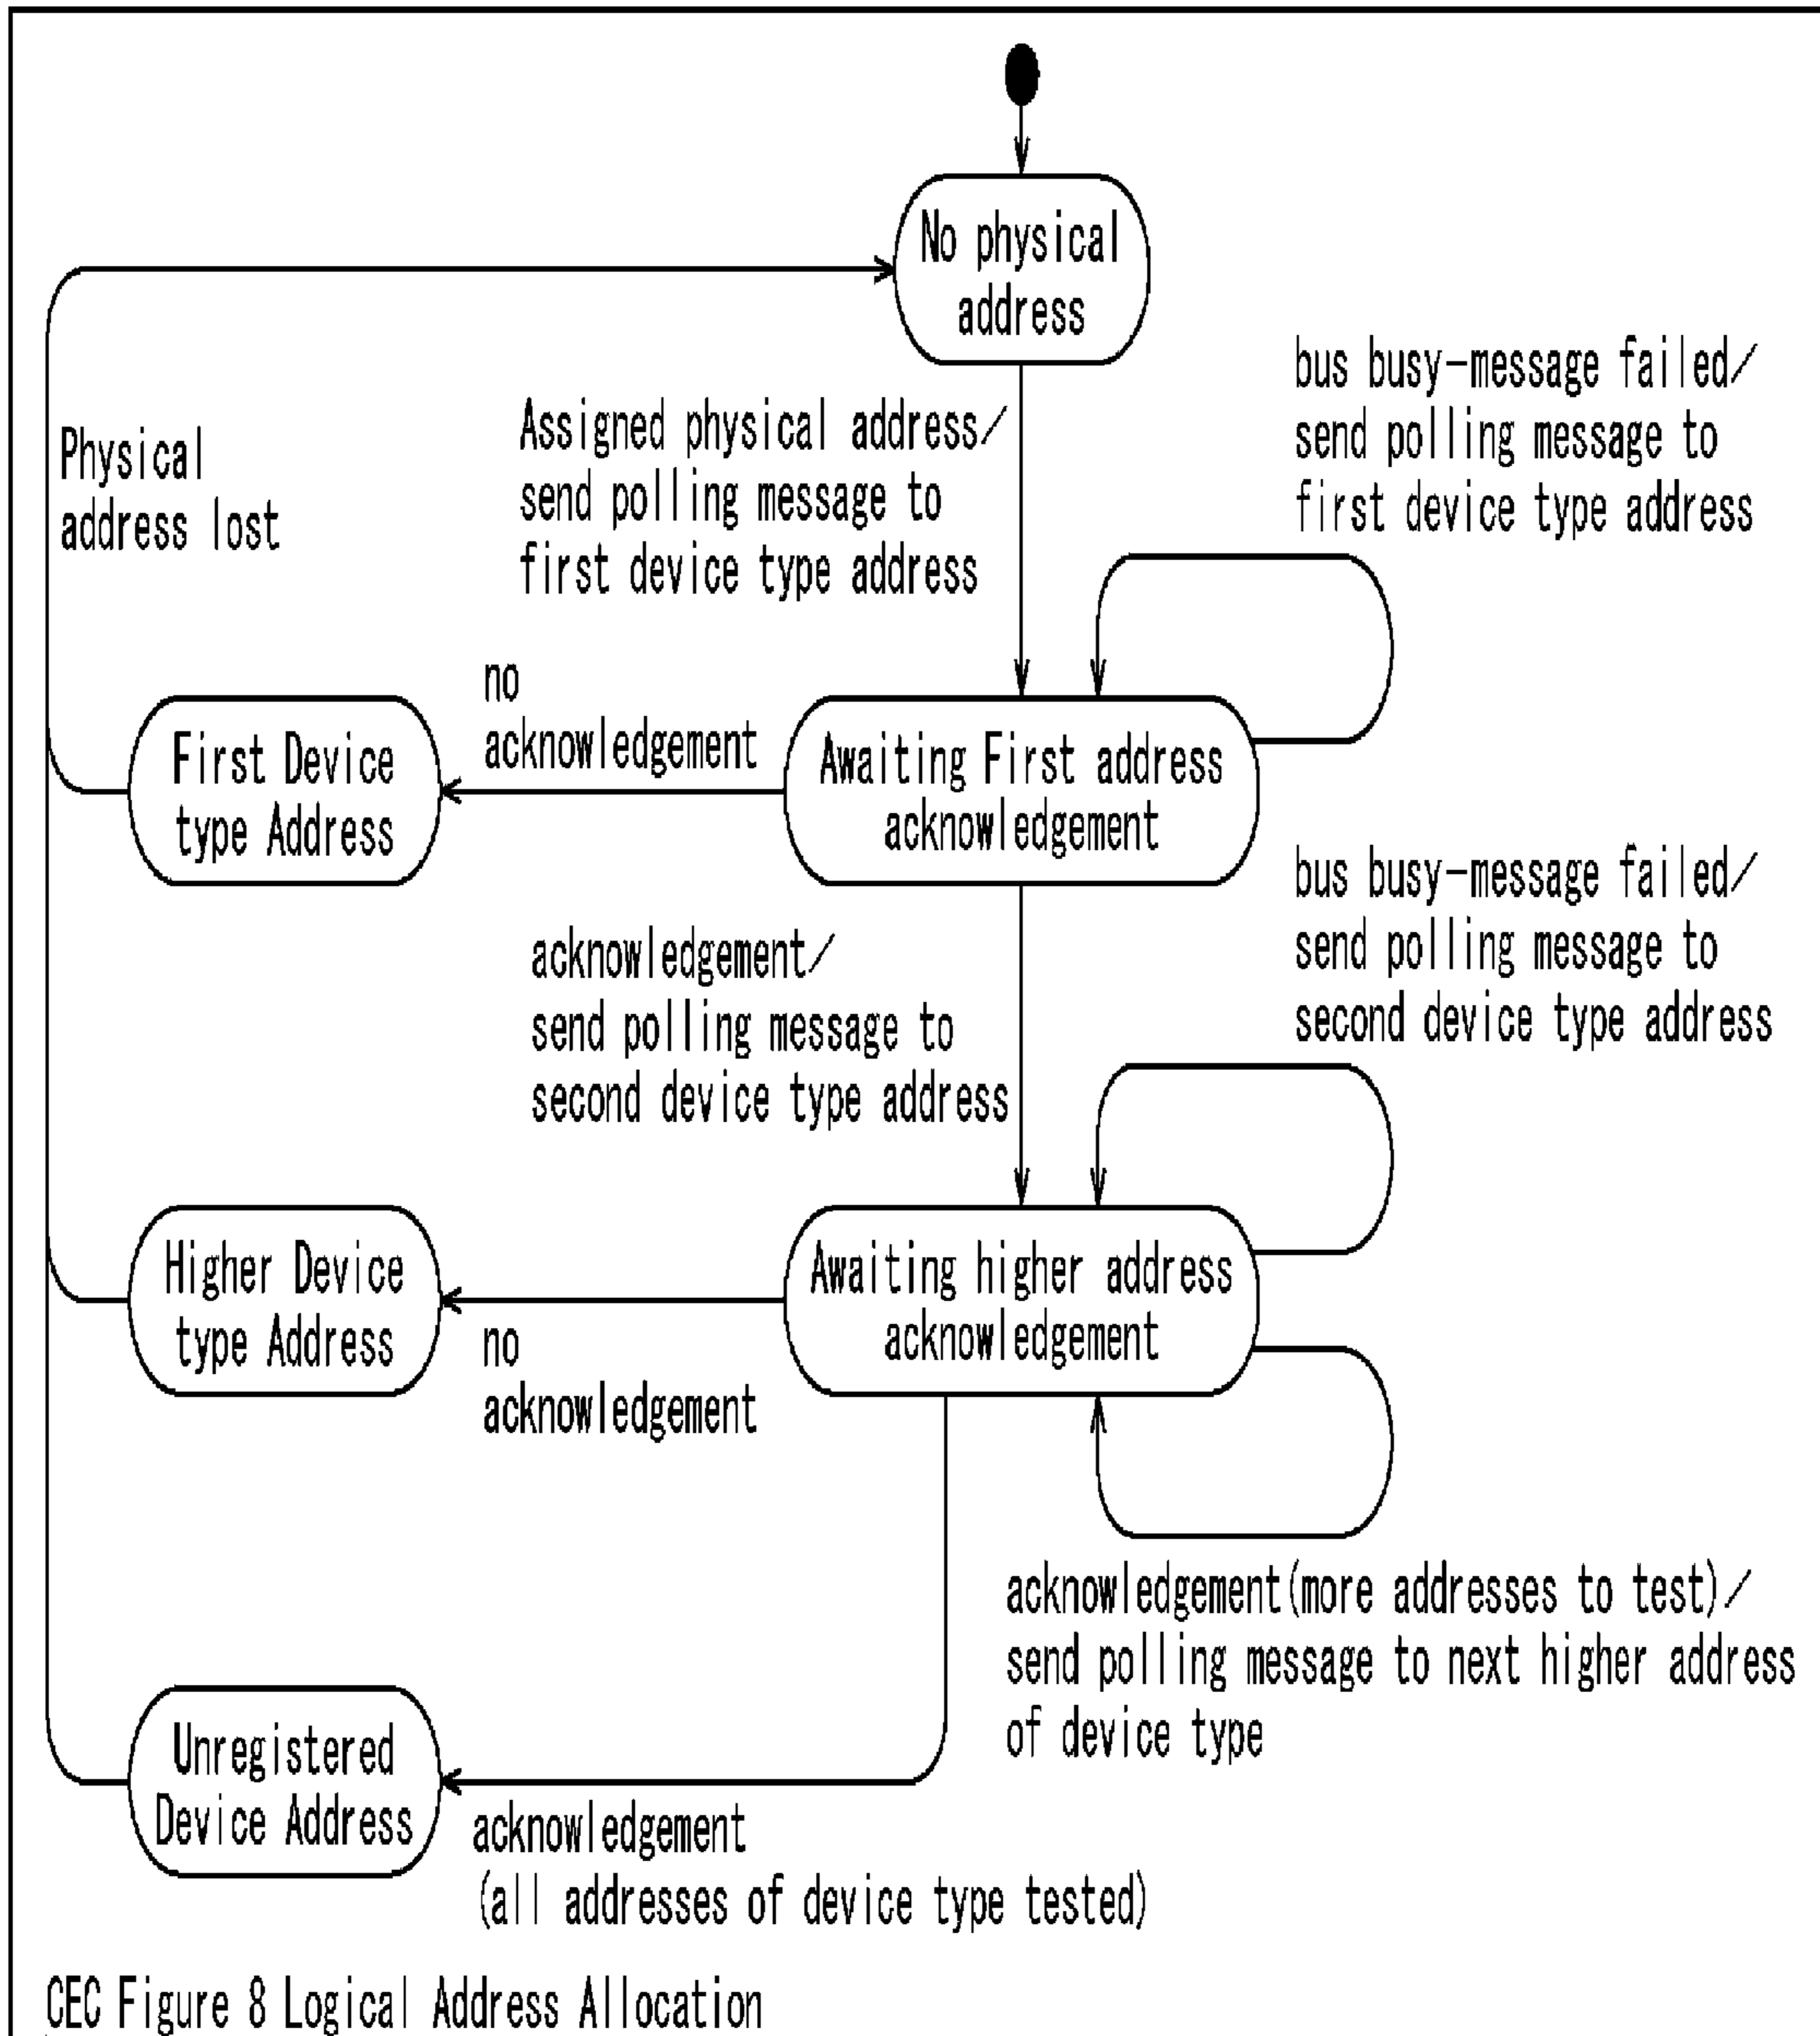 No physical
address
bus busy-message failed/
send polling message to
first device type address
Assigned physical address/
send polling message to
first device type address
Physical
address lost
no
acknowledgement
First Device
type Address
Awaiting First address
acknowledgement
bus busy-message failed/
send polling message to
second device type address
acknowledgement/
send polling message to
second device type address
Higher Device
type Address
Awaiting higher address
acknowledgement
no
acknowledgement
acknowledgement(more addresses to test)/
send polling message to next higher address
of device type
Unregistered
Device Address
acknowledgement
(all addresses of device type tested)
CEC Figure 8 Logical Address Allocation